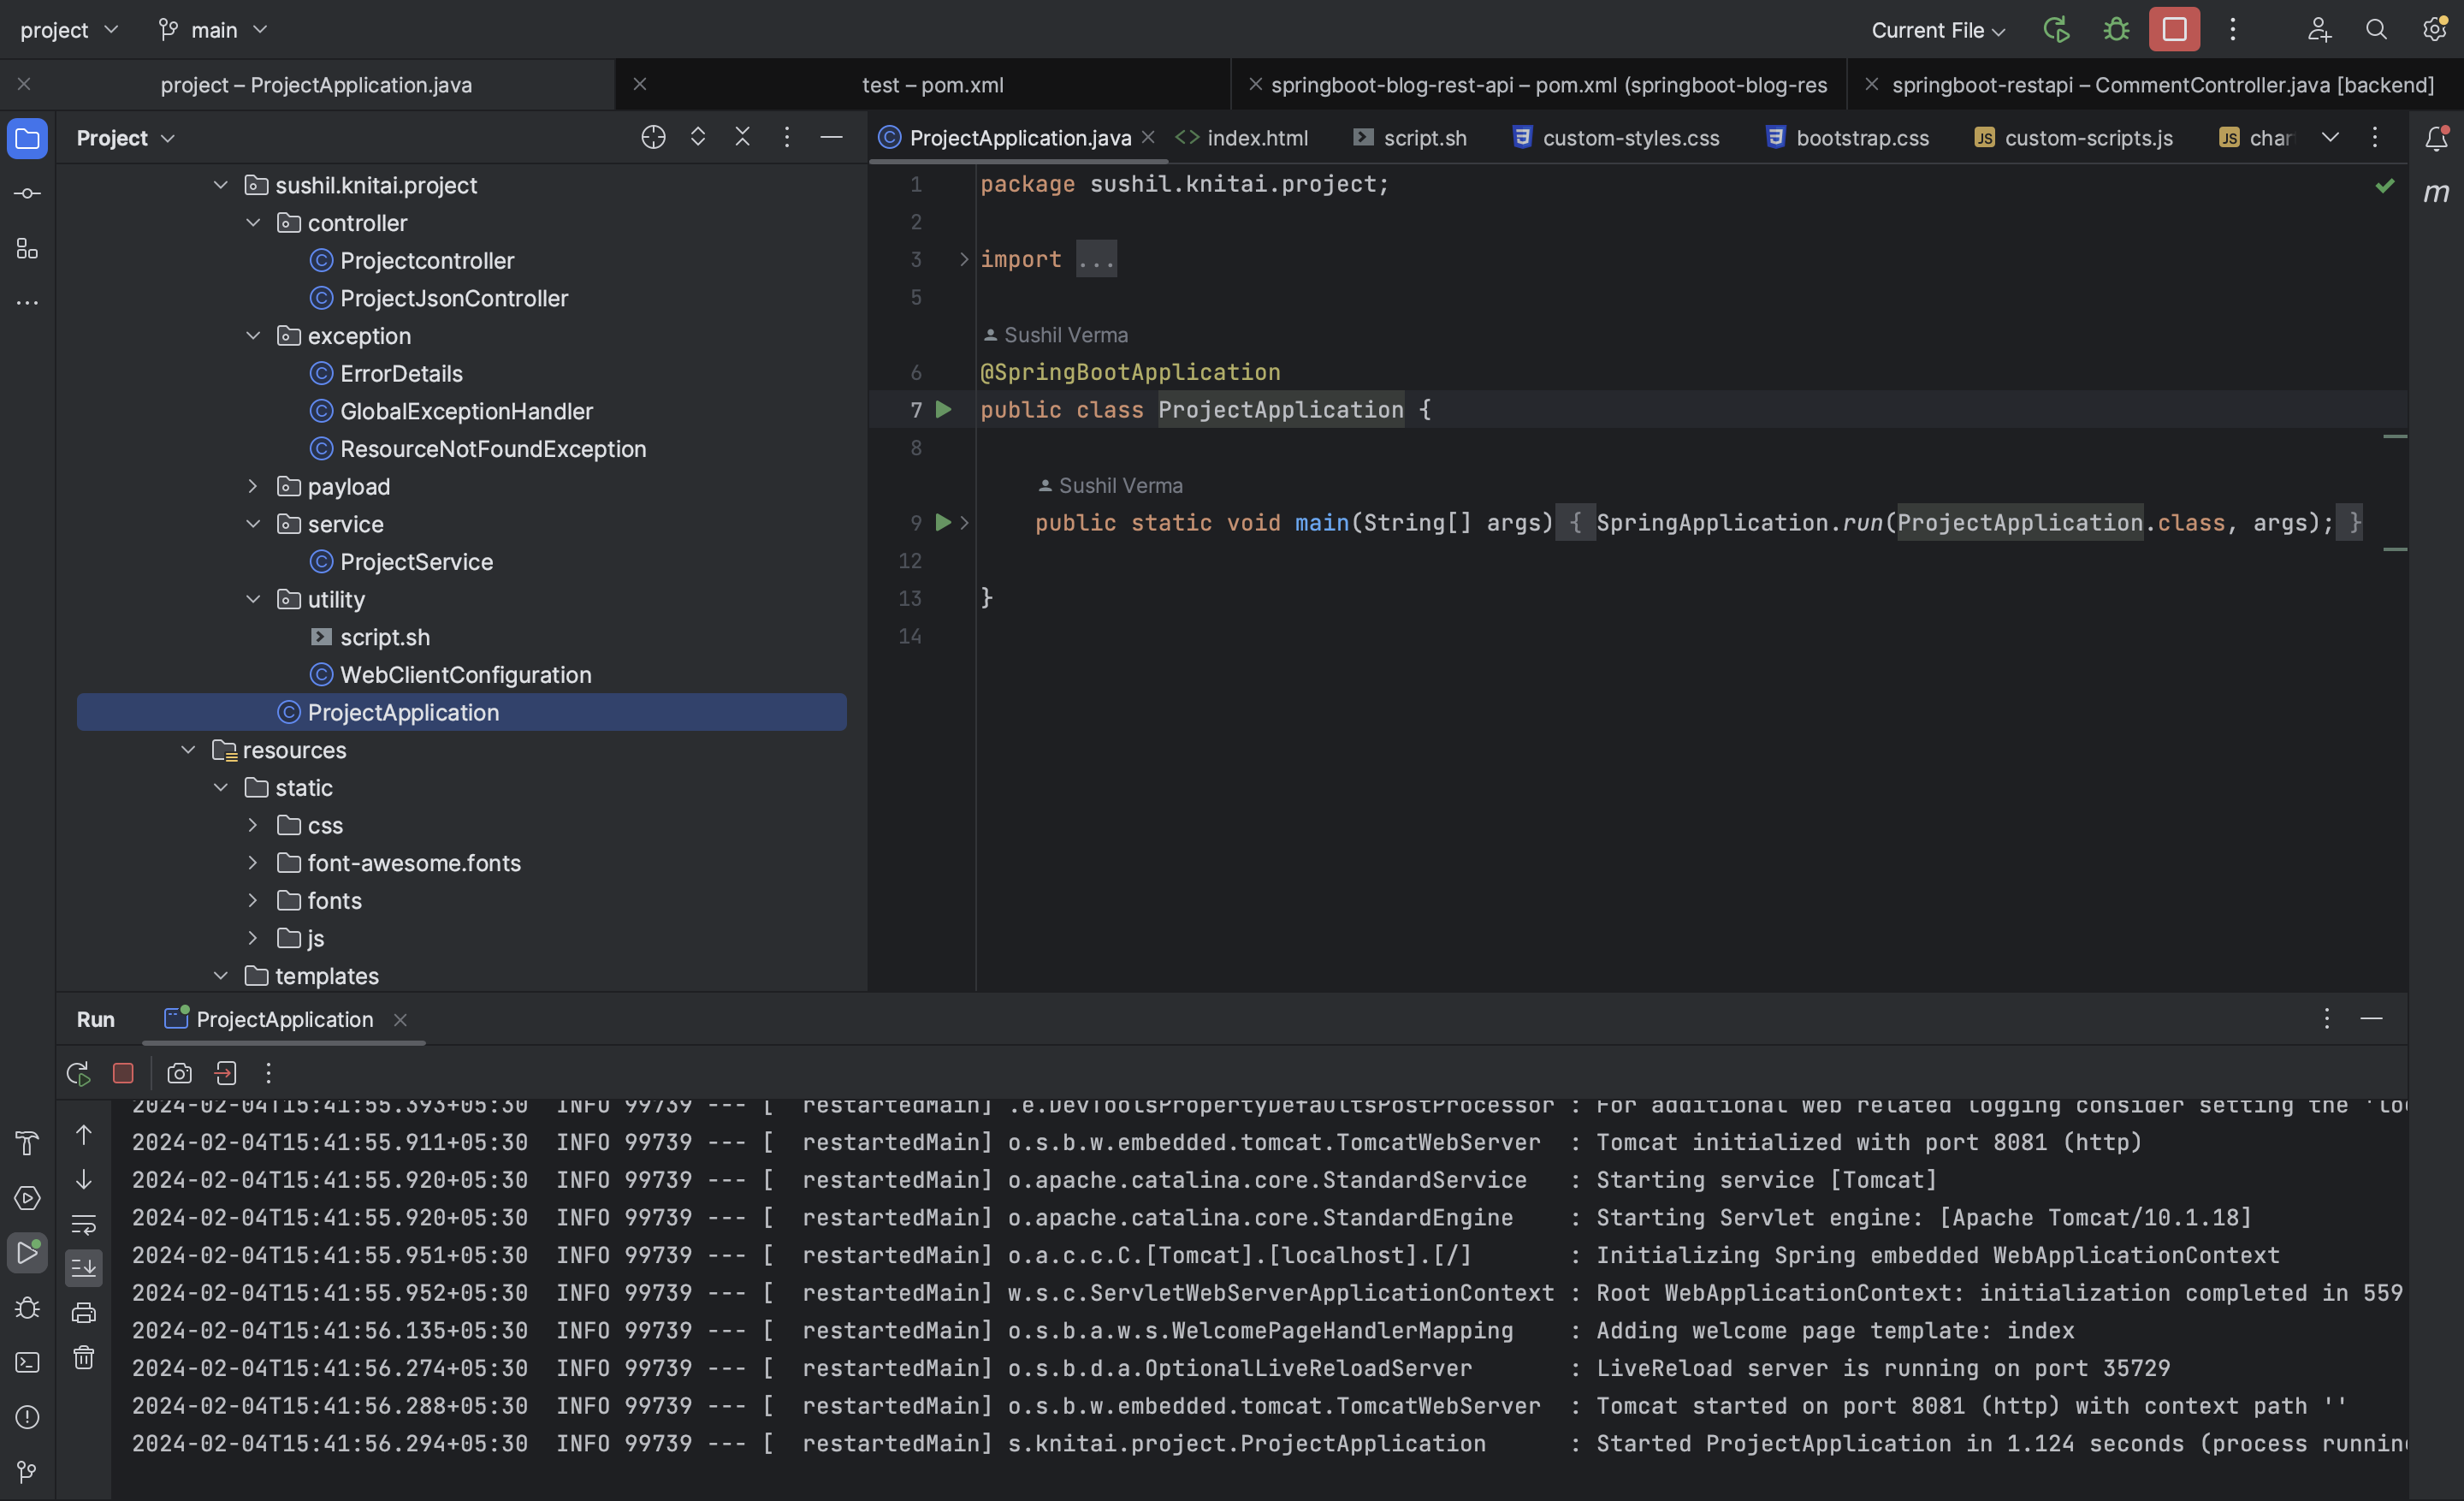 project main Current File
project – ProjectApplication.java test – pom.xml springboot-blog-rest-api – pom.xml (springboot-blog-res springboot-restapi – CommentController.java [backend]
Project
ProjectApplication.java index.html script.sh custom-styles.css bootstrap.css custom-scripts.js char
sushil.knitai.project
controller
Projectcontroller
ProjectJsonController
exception
ErrorDetails
GlobalExceptionHandler
ResourceNotFoundException
payload
service
ProjectService
utility
script.sh
WebClientConfiguration
ProjectApplication
resources
static
css
font-awesome.fonts
fonts
js
templates
1 package sushil.knitai.project;
2
3 import ...
5
Sushil Verma
6 @SpringBootApplication
7 public class ProjectApplication {
8
Sushil Verma
9 public static void main(String[] args) { SpringApplication.run(ProjectApplication.class, args); }
12
13 }
14
m
Run ProjectApplication
2024-02-04T15:41:55.393+05:30 INFO 99739 --- [ restartedMain] .e.DevToolsPropertyDefaultsPostProcessor : For additional web related logging consider setting the 'lo
2024-02-04T15:41:55.911+05:30 INFO 99739 --- [ restartedMain] o.s.b.w.embedded.tomcat.TomcatWebServer : Tomcat initialized with port 8081 (http)
2024-02-04T15:41:55.920+05:30 INFO 99739 --- [ restartedMain] o.apache.catalina.core.StandardService : Starting service [Tomcat]
2024-02-04T15:41:55.920+05:30 INFO 99739 --- [ restartedMain] o.apache.catalina.core.StandardEngine : Starting Servlet engine: [Apache Tomcat/10.1.18]
2024-02-04T15:41:55.951+05:30 INFO 99739 --- [ restartedMain] o.a.c.c.C.[Tomcat].[localhost].[/] : Initializing Spring embedded WebApplicationContext
2024-02-04T15:41:55.952+05:30 INFO 99739 --- [ restartedMain] w.s.c.ServletWebServerApplicationContext : Root WebApplicationContext: initialization completed in 559
2024-02-04T15:41:56.135+05:30 INFO 99739 --- [ restartedMain] o.s.b.a.w.s.WelcomePageHandlerMapping : Adding welcome page template: index
2024-02-04T15:41:56.274+05:30 INFO 99739 --- [ restartedMain] o.s.b.d.a.OptionalLiveReloadServer : LiveReload server is running on port 35729
2024-02-04T15:41:56.288+05:30 INFO 99739 --- [ restartedMain] o.s.b.w.embedded.tomcat.TomcatWebServer : Tomcat started on port 8081 (http) with context path ''
2024-02-04T15:41:56.294+05:30 INFO 99739 --- [ restartedMain] s.knitai.project.ProjectApplication : Started ProjectApplication in 1.124 seconds (process runnin